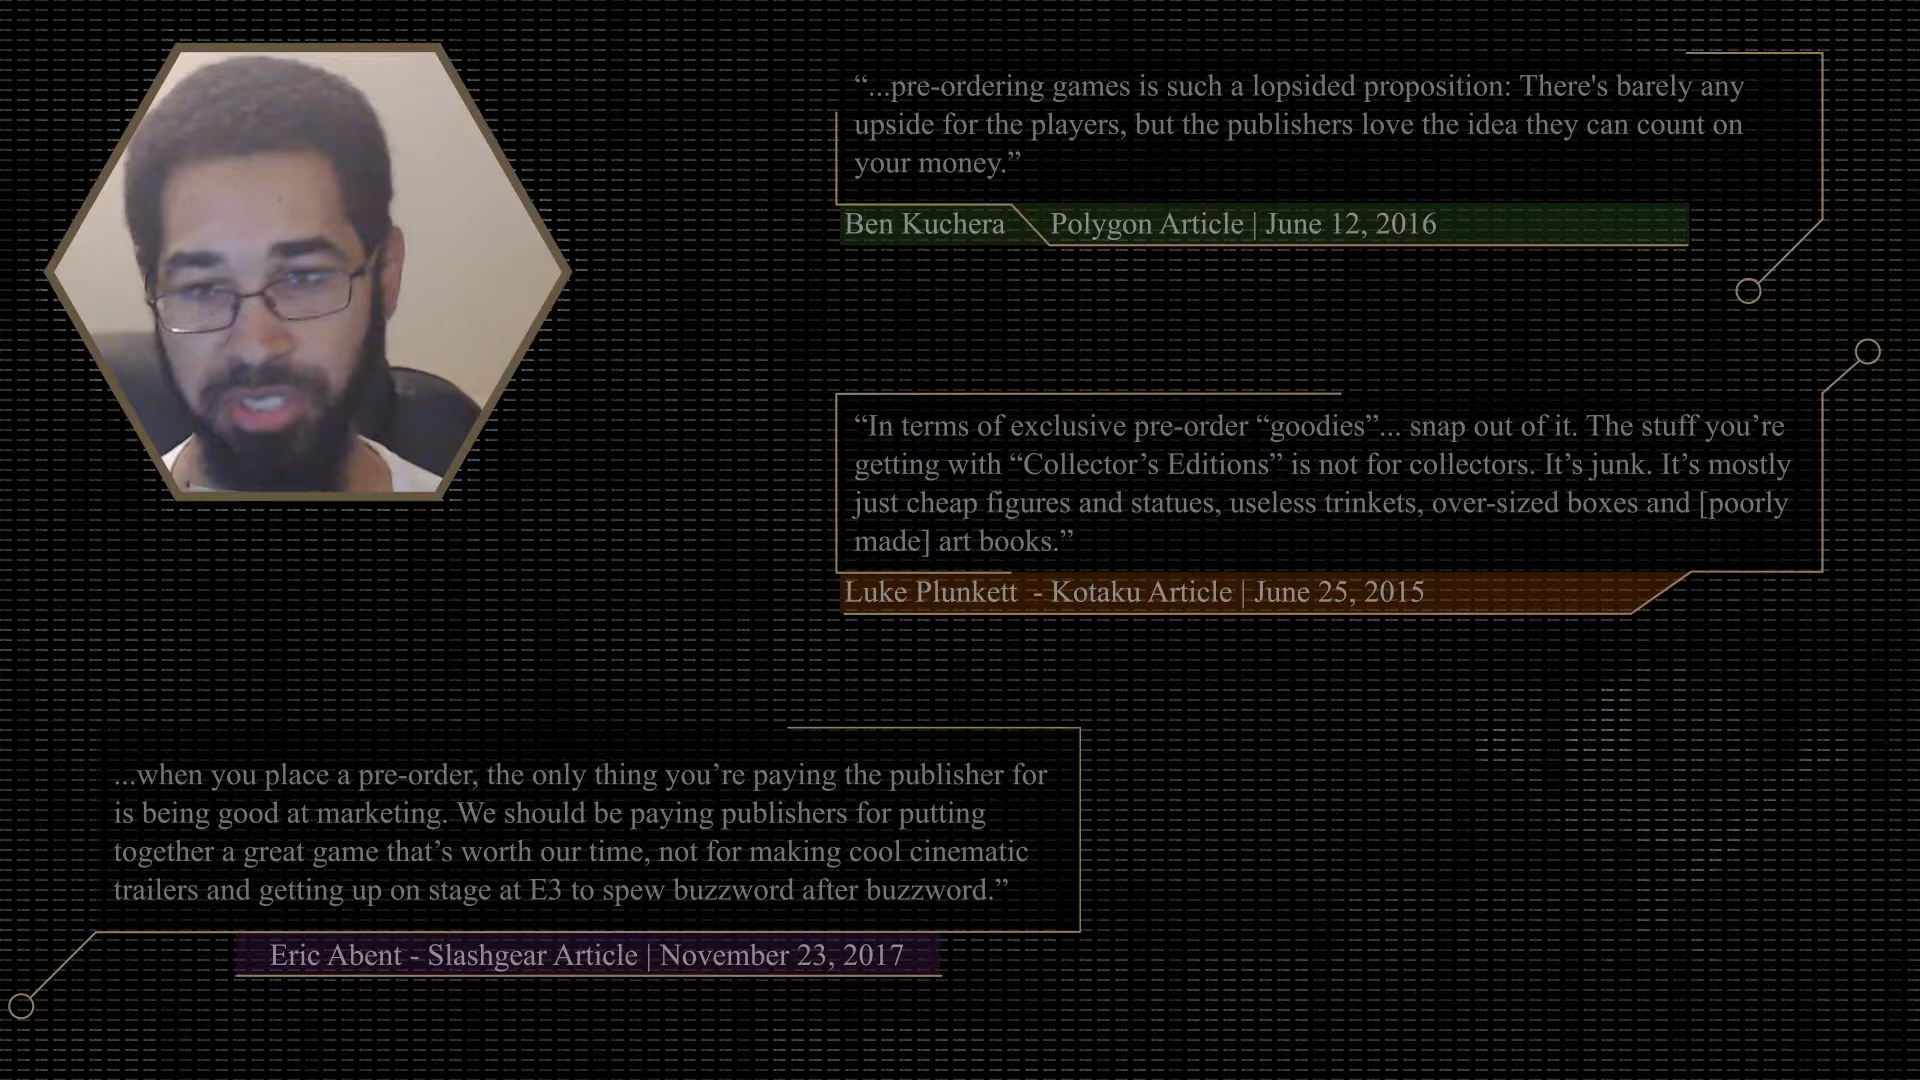 “...pre-ordering games is such a lopsided proposition: There's barely any
upside for the players, but the publishers love the idea they can count on
your money.”
Ben Kuchera Polygon Article | June 12, 2016
“In terms of exclusive pre-order “goodies”... snap out of it. The stuff you’re
getting with “Collector’s Editions” is not for collectors. It’s junk. It’s mostly
just cheap figures and statues, useless trinkets, over-sized boxes and [poorly
made] art books.”
Luke Plunkett - Kotaku Article | June 25, 2015
...when you place a pre-order, the only thing you’re paying the publisher for
is being good at marketing. We should be paying publishers for putting
together a great game that’s worth our time, not for making cool cinematic
trailers and getting up on stage at E3 to spew buzzword after buzzword.”
Eric Abent - Slashgear Article | November 23, 2017